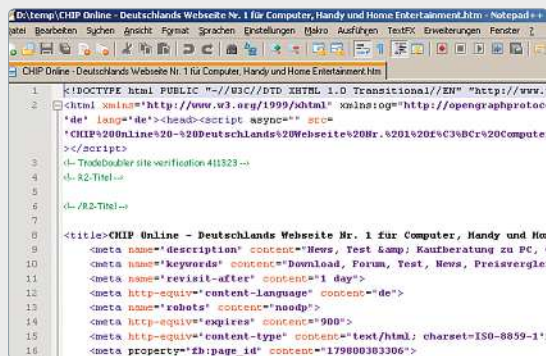 D:\temp\CHIP Online - Deutschlands Webseite Nr. 1 für Computer, Handy und Home Entertainment.htm - Notepad++
Datei Bearbeiten Suchen Ansicht Format Sprachen Einstellungen Makro Ausführen TextFX Erweiterungen Fenster ?
CHIP Online - Deutschlands Webseite Nr. 1 für Computer, Handy und Home Entertainment.htm
1 <!DOCTYPE html PUBLIC "-//W3C//DTD XHTML 1.0 Transitional//EN" "http://www.
2 <html xmlns="http://www.w3.org/1999/xhtml" xmlns:og="http://opengraphprotoc
"de" lang="de"><head><script async="" src=
"CHIP%20Online%20-%20Deutschlands%20Webseite%20Nr.%201%20f%C3%BCr%20Compute
></script>
3 <!-- TradeDoubler site verification 411323 -->
4 <!-- R2-Titel -->
5
6 <!-- /R2-Titel -->
7
8 <title>CHIP Online - Deutschlands Webseite Nr. 1 für Computer, Handy und Ho
9 <meta name="description" content="News, Test &amp; Kaufberatung zu PC,
10 <meta name="keywords" content="Download, Forum, Test, News, Preisvergle
11 <meta name="revisit-after" content="1 day">
12 <meta http-equiv="content-language" content="de">
13 <meta name="robots" content="noodp">
14 <meta http-equiv="expires" content="900">
15 <meta http-equiv="content-type" content="text/html; charset=ISO-8859-1"
16 <meta property="fb:page_id" content="179800303306">